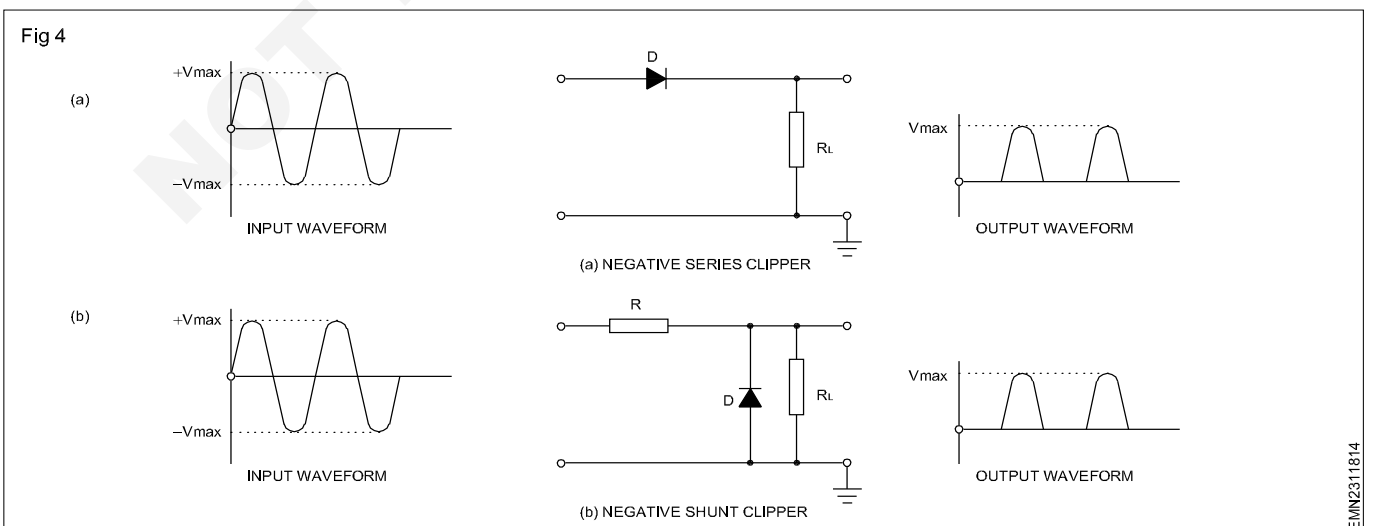 Fig 4
(a)
+Vmax
–Vmax
INPUT WAVEFORM
D
RL
(a) NEGATIVE SERIES CLIPPER
Vmax
OUTPUT WAVEFORM
(b)
+Vmax
–Vmax
INPUT WAVEFORM
R
D
RL
(b) NEGATIVE SHUNT CLIPPER
Vmax
OUTPUT WAVEFORM
EMN2311814
NOT